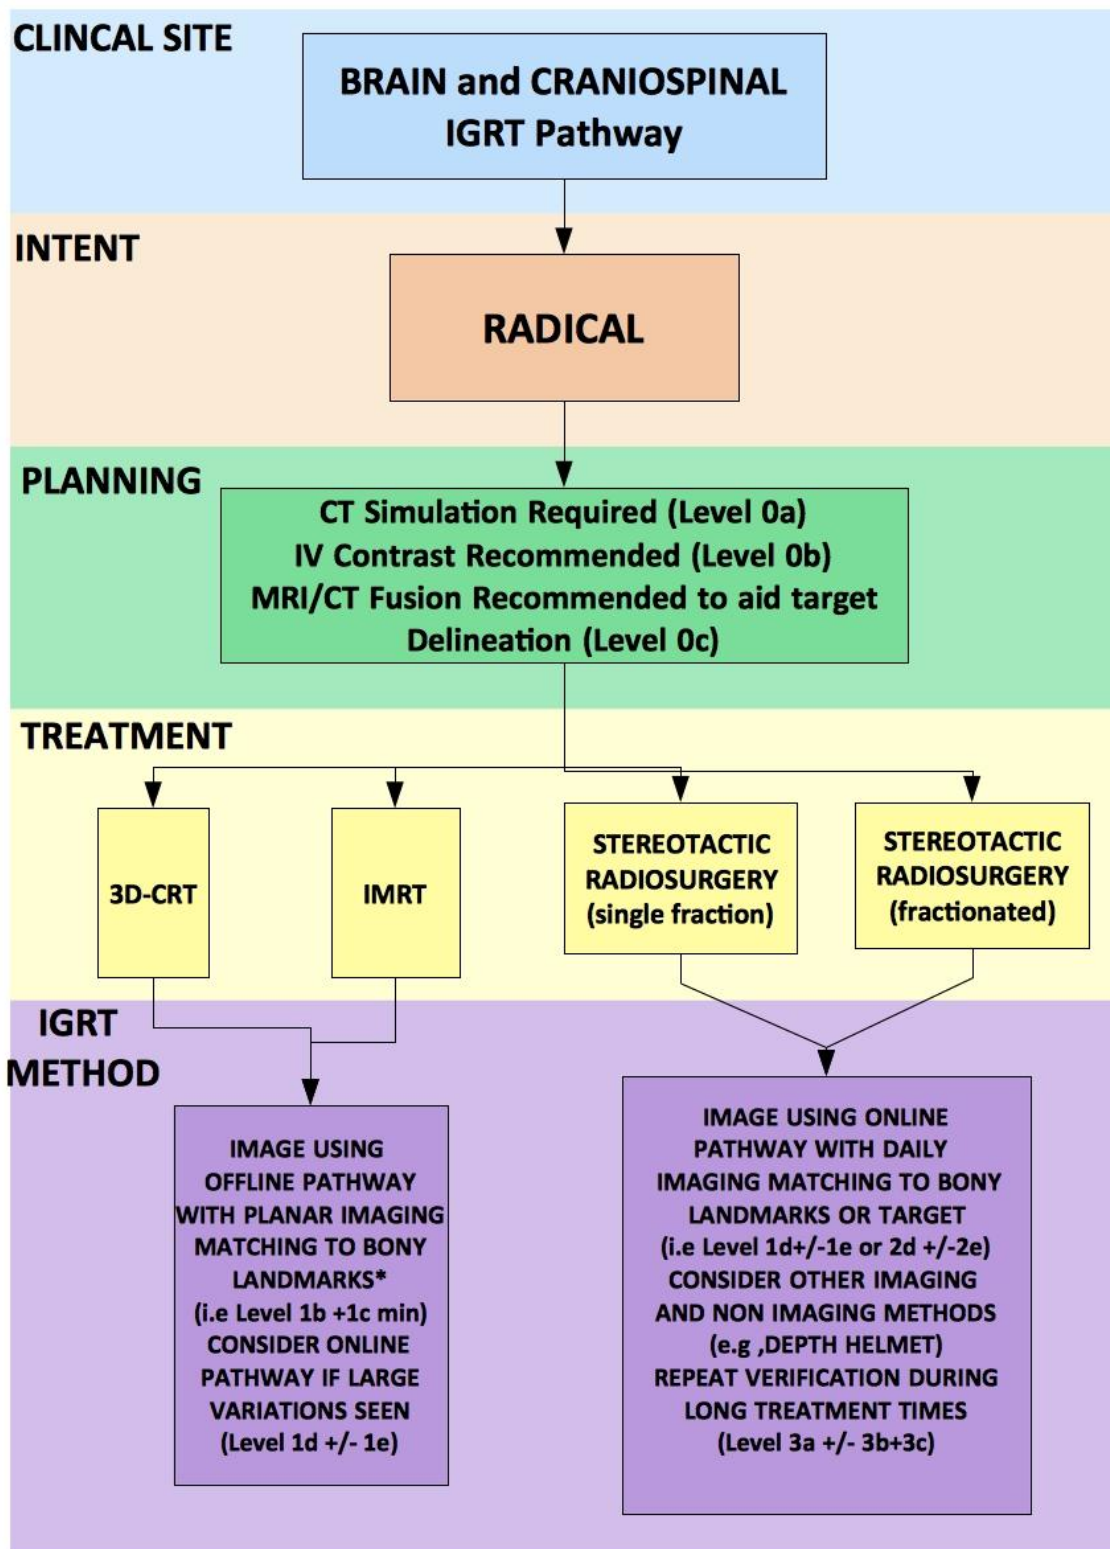 CLINCAL SITE
BRAIN and CRANIOSPINAL
IGRT Pathway
INTENT
RADICAL
PLANNING
CT Simulation Required (Level 0a)
IV Contrast Recommended (Level 0b)
MRI/CT Fusion Recommended to aid target
Delineation (Level 0c)
TREATMENT
3D-CRT
IMRT
STEREOTACTIC
RADIOSURGERY
(single fraction)
STEREOTACTIC
RADIOSURGERY
(fractionated)
IGRT
METHOD
IMAGE USING
OFFLINE PATHWAY
WITH PLANAR IMAGING
MATCHING TO BONY
LANDMARKS*
(i.e Level 1b +1c min)
CONSIDER ONLINE
PATHWAY IF LARGE
VARIATIONS SEEN
(Level 1d +/- 1e)
IMAGE USING ONLINE
PATHWAY WITH DAILY
IMAGING MATCHING TO BONY
LANDMARKS OR TARGET
(i.e Level 1d+/-1e or 2d +/-2e)
CONSIDER OTHER IMAGING
AND NON IMAGING METHODS
(e.g ,DEPTH HELMET)
REPEAT VERIFICATION DURING
LONG TREATMENT TIMES
(Level 3a +/- 3b+3c)